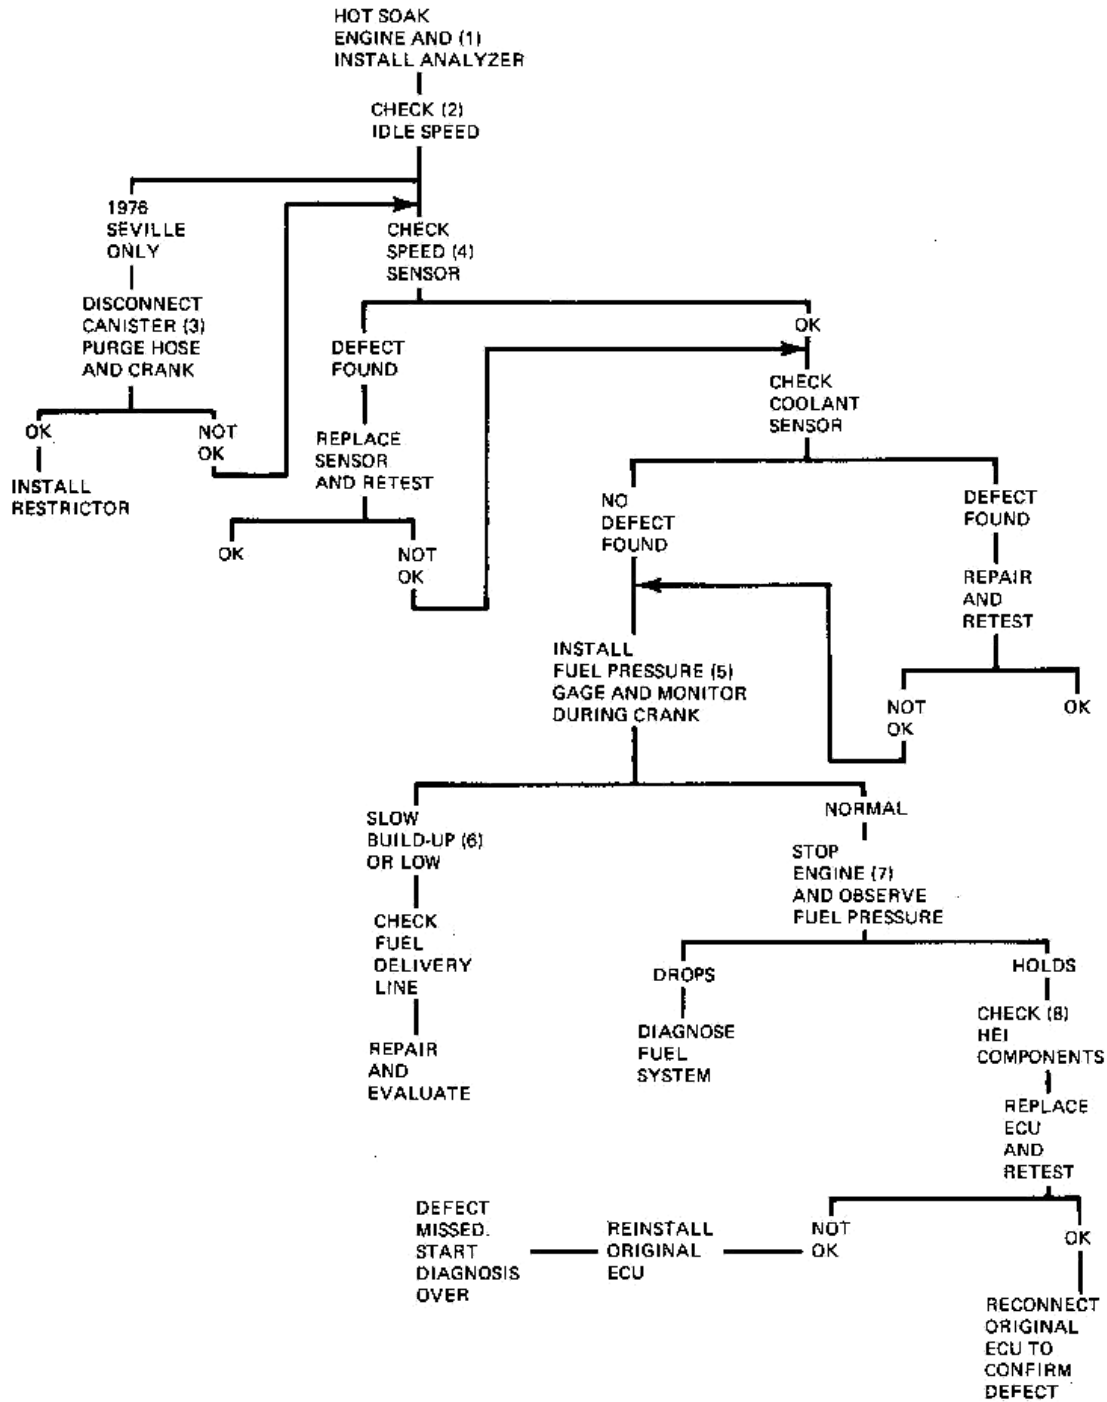 HOT SOAK
ENGINE AND (1)
INSTALL ANALYZER
CHECK (2)
IDLE SPEED
1976
SEVILLE
ONLY
DISCONNECT
CANISTER (3)
PURGE HOSE
AND CRANK
OK
NOT
OK
INSTALL
RESTRICTOR
CHECK
SPEED (4)
SENSOR
DEFECT
FOUND
REPLACE
SENSOR
AND RETEST
OK
NOT
OK
OK
CHECK
COOLANT
SENSOR
NO
DEFECT
FOUND
DEFECT
FOUND
REPAIR
AND
RETEST
NOT
OK
OK
INSTALL
FUEL PRESSURE (5)
GAGE AND MONITOR
DURING CRANK
SLOW
BUILD-UP (6)
OR LOW
CHECK
FUEL
DELIVERY
LINE
REPAIR
AND
EVALUATE
NORMAL
STOP
ENGINE (7)
AND OBSERVE
FUEL PRESSURE
DROPS
DIAGNOSE
FUEL
SYSTEM
HOLDS
CHECK (8)
HEI
COMPONENTS
REPLACE
ECU
AND
RETEST
NOT
OK
REINSTALL
ORIGINAL
ECU
DEFECT
MISSED.
START
DIAGNOSIS
OVER
OK
RECONNECT
ORIGINAL
ECU TO
CONFIRM
DEFECT